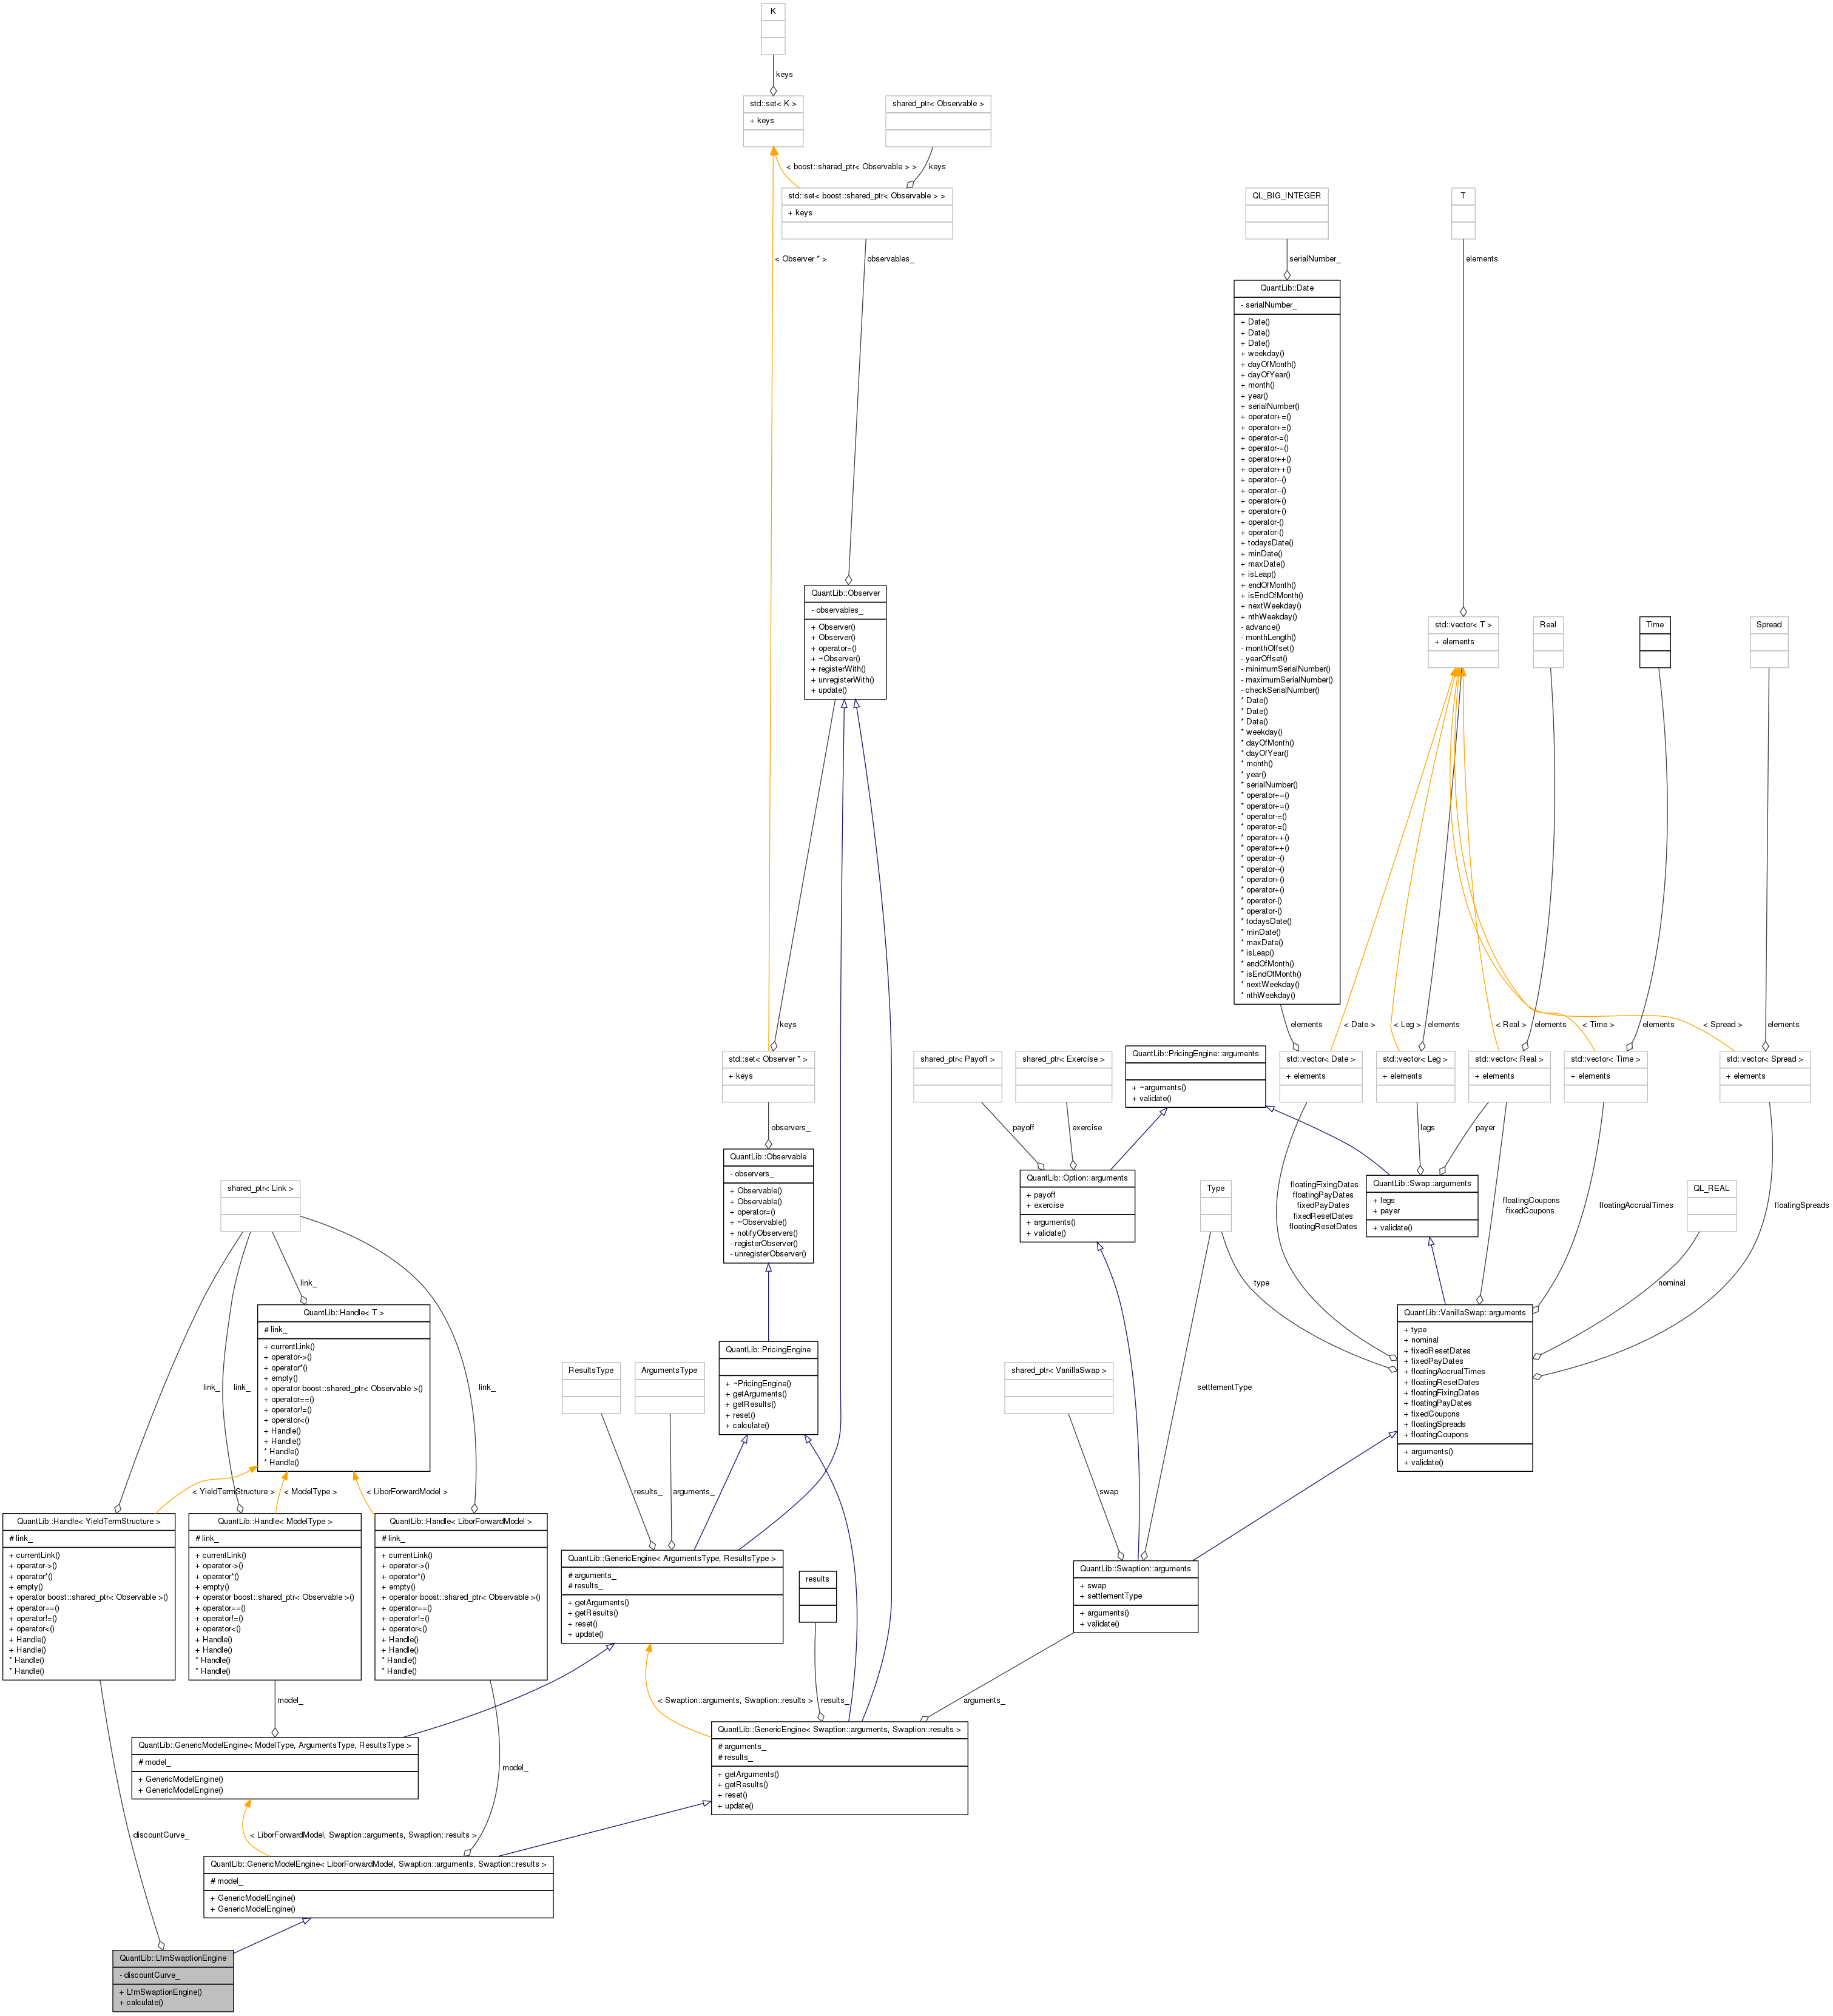 K
keys
std::set< K >
+ keys
shared_ptr< Observable >
< boost::shared_ptr< Observable > >
keys
std::set< boost::shared_ptr< Observable > >
+ keys
QL_BIG_INTEGER
T
< Observer * >
observables_
serialNumber_
elements
QuantLib::Date
- serialNumber_
+ Date()
+ Date()
+ Date()
+ weekday()
+ dayOfMonth()
+ dayOfYear()
+ month()
+ year()
+ serialNumber()
+ operator+=()
+ operator+=()
+ operator-=()
+ operator-=()
+ operator++()
+ operator++()
+ operator--()
+ operator--()
+ operator+()
+ operator+()
+ operator-()
+ operator-()
+ todaysDate()
+ minDate()
+ maxDate()
+ isLeap()
+ endOfMonth()
+ isEndOfMonth()
+ nextWeekday()
+ nthWeekday()
- advance()
- monthLength()
- monthOffset()
- yearOffset()
- minimumSerialNumber()
- maximumSerialNumber()
- checkSerialNumber()
* Date()
* Date()
* Date()
* weekday()
* dayOfMonth()
* dayOfYear()
* month()
* year()
* serialNumber()
* operator+=()
* operator+=()
* operator-=()
* operator-=()
* operator++()
* operator++()
* operator--()
* operator--()
* operator+()
* operator+()
* operator-()
* operator-()
* todaysDate()
* minDate()
* maxDate()
* isLeap()
* endOfMonth()
* isEndOfMonth()
* nextWeekday()
* nthWeekday()
QuantLib::Observer
- observables_
+ Observer()
+ Observer()
+ operator=()
+ ~Observer()
+ registerWith()
+ unregisterWith()
+ update()
std::vector< T >
+ elements
Real
Time
Spread
keys
elements
< Date >
< Leg >
elements
< Real >
elements
< Time >
elements
< Spread >
elements
std::set< Observer * >
+ keys
shared_ptr< Payoff >
shared_ptr< Exercise >
QuantLib::PricingEngine::arguments
+ ~arguments()
+ validate()
std::vector< Date >
+ elements
std::vector< Leg >
+ elements
std::vector< Real >
+ elements
std::vector< Time >
+ elements
std::vector< Spread >
+ elements
observers_
payoff
exercise
legs
payer
QuantLib::Observable
- observers_
+ Observable()
+ Observable()
+ operator=()
+ ~Observable()
+ notifyObservers()
- registerObserver()
- unregisterObserver()
QuantLib::Option::arguments
+ payoff
+ exercise
+ arguments()
+ validate()
Type
floatingFixingDates
floatingPayDates
fixedPayDates
fixedResetDates
floatingResetDates
QuantLib::Swap::arguments
+ legs
+ payer
+ validate()
floatingCoupons
fixedCoupons
floatingAccrualTimes
QL_REAL
floatingSpreads
shared_ptr< Link >
link_
type
nominal
QuantLib::Handle< T >
# link_
+ currentLink()
+ operator->()
+ operator*()
+ empty()
+ operator boost::shared_ptr< Observable >()
+ operator==()
+ operator!=()
+ operator<()
+ Handle()
+ Handle()
* Handle()
* Handle()
QuantLib::VanillaSwap::arguments
+ type
+ nominal
+ fixedResetDates
+ fixedPayDates
+ floatingAccrualTimes
+ floatingResetDates
+ floatingFixingDates
+ floatingPayDates
+ fixedCoupons
+ floatingSpreads
+ floatingCoupons
+ arguments()
+ validate()
QuantLib::PricingEngine
+ ~PricingEngine()
+ getArguments()
+ getResults()
+ reset()
+ calculate()
ResultsType
ArgumentsType
shared_ptr< VanillaSwap >
link_
link_
link_
settlementType
< YieldTermStructure >
< ModelType >
< LiborForwardModel >
results_
arguments_
swap
QuantLib::Handle< YieldTermStructure >
# link_
+ currentLink()
+ operator->()
+ operator*()
+ empty()
+ operator boost::shared_ptr< Observable >()
+ operator==()
+ operator!=()
+ operator<()
+ Handle()
+ Handle()
* Handle()
* Handle()
QuantLib::Handle< ModelType >
# link_
+ currentLink()
+ operator->()
+ operator*()
+ empty()
+ operator boost::shared_ptr< Observable >()
+ operator==()
+ operator!=()
+ operator<()
+ Handle()
+ Handle()
* Handle()
* Handle()
QuantLib::Handle< LiborForwardModel >
# link_
+ currentLink()
+ operator->()
+ operator*()
+ empty()
+ operator boost::shared_ptr< Observable >()
+ operator==()
+ operator!=()
+ operator<()
+ Handle()
+ Handle()
* Handle()
* Handle()
QuantLib::GenericEngine< ArgumentsType, ResultsType >
# arguments_
# results_
+ getArguments()
+ getResults()
+ reset()
+ update()
results
QuantLib::Swaption::arguments
+ swap
+ settlementType
+ arguments()
+ validate()
model_
< Swaption::arguments, Swaption::results >
results_
arguments_
QuantLib::GenericModelEngine< ModelType, ArgumentsType, ResultsType >
# model_
+ GenericModelEngine()
+ GenericModelEngine()
model_
QuantLib::GenericEngine< Swaption::arguments, Swaption::results >
# arguments_
# results_
+ getArguments()
+ getResults()
+ reset()
+ update()
discountCurve_
< LiborForwardModel, Swaption::arguments, Swaption::results >
QuantLib::GenericModelEngine< LiborForwardModel, Swaption::arguments, Swaption::results >
# model_
+ GenericModelEngine()
+ GenericModelEngine()
QuantLib::LfmSwaptionEngine
- discountCurve_
+ LfmSwaptionEngine()
+ calculate()